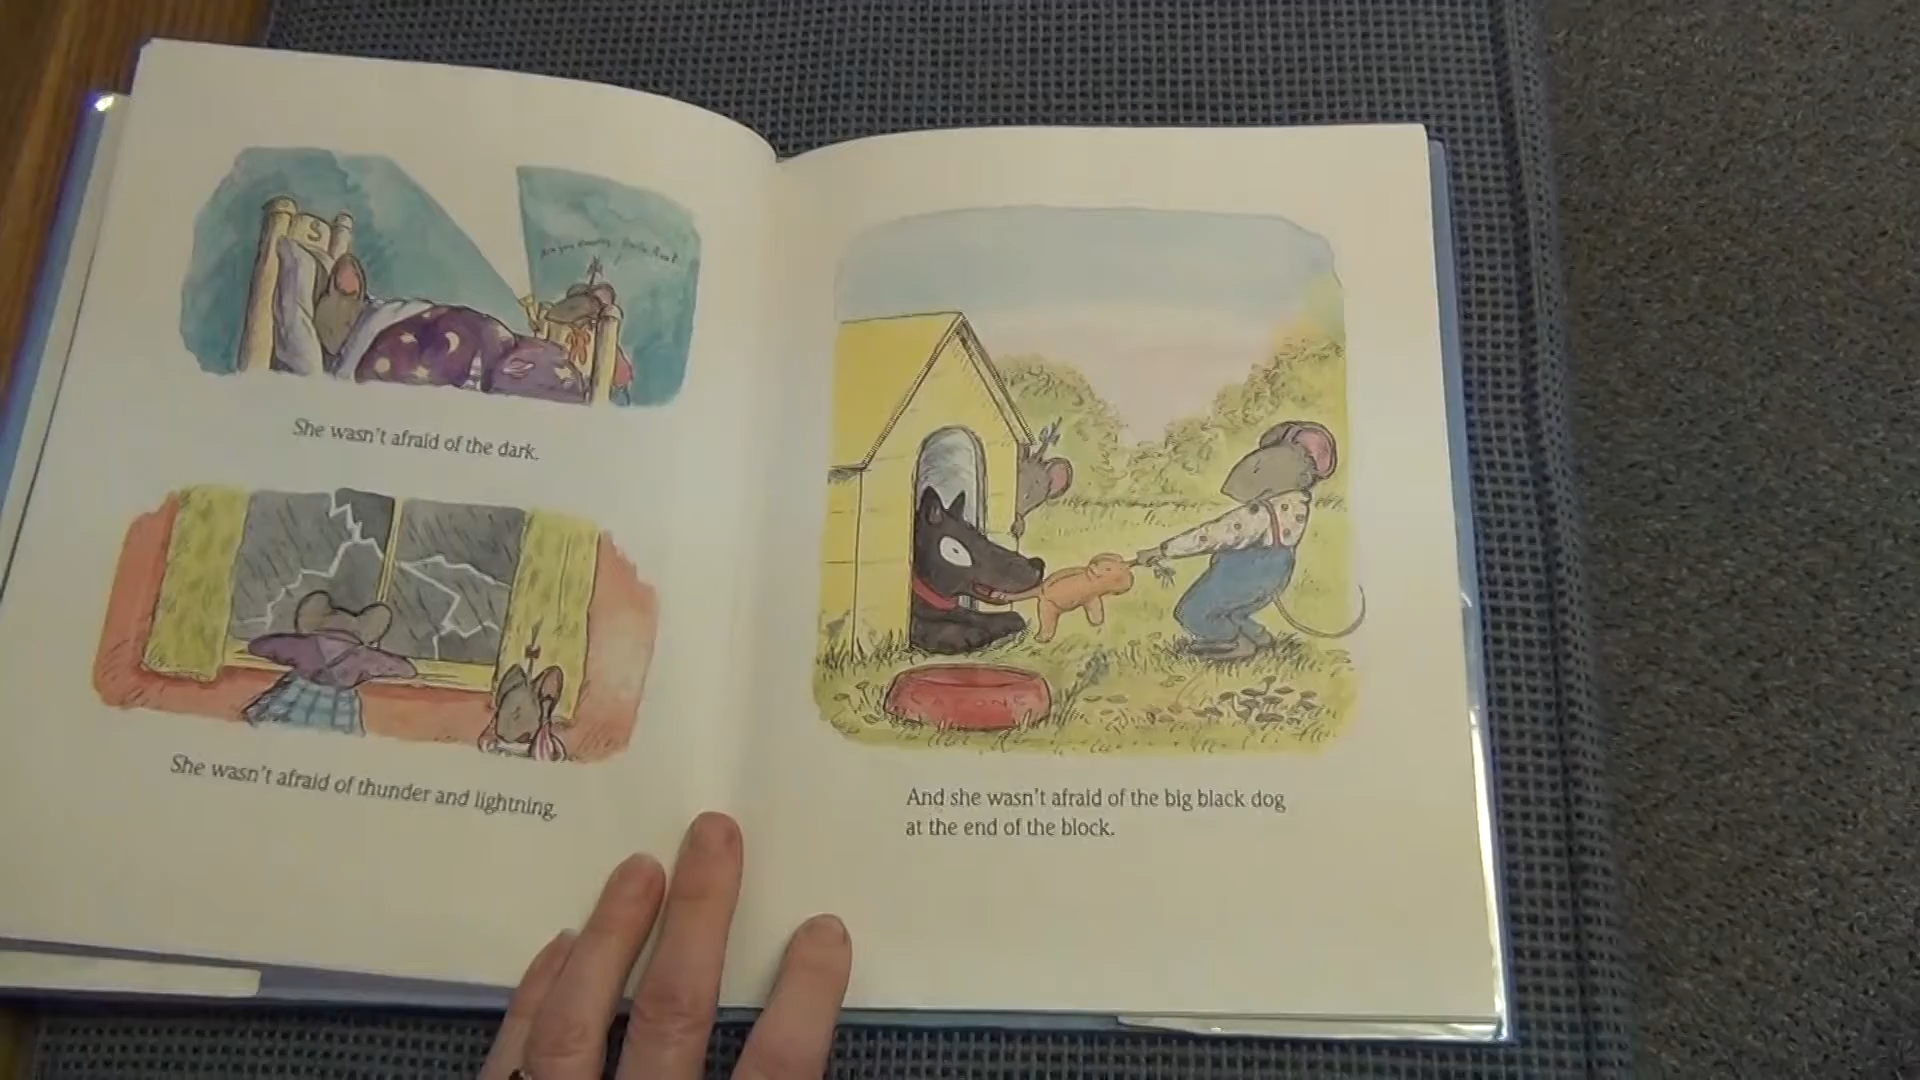 S
She wasn't afraid of the dark.
She wasn't afraid of thunder and lightning.
And she wasn't afraid of the big black dog
at the end of the block.